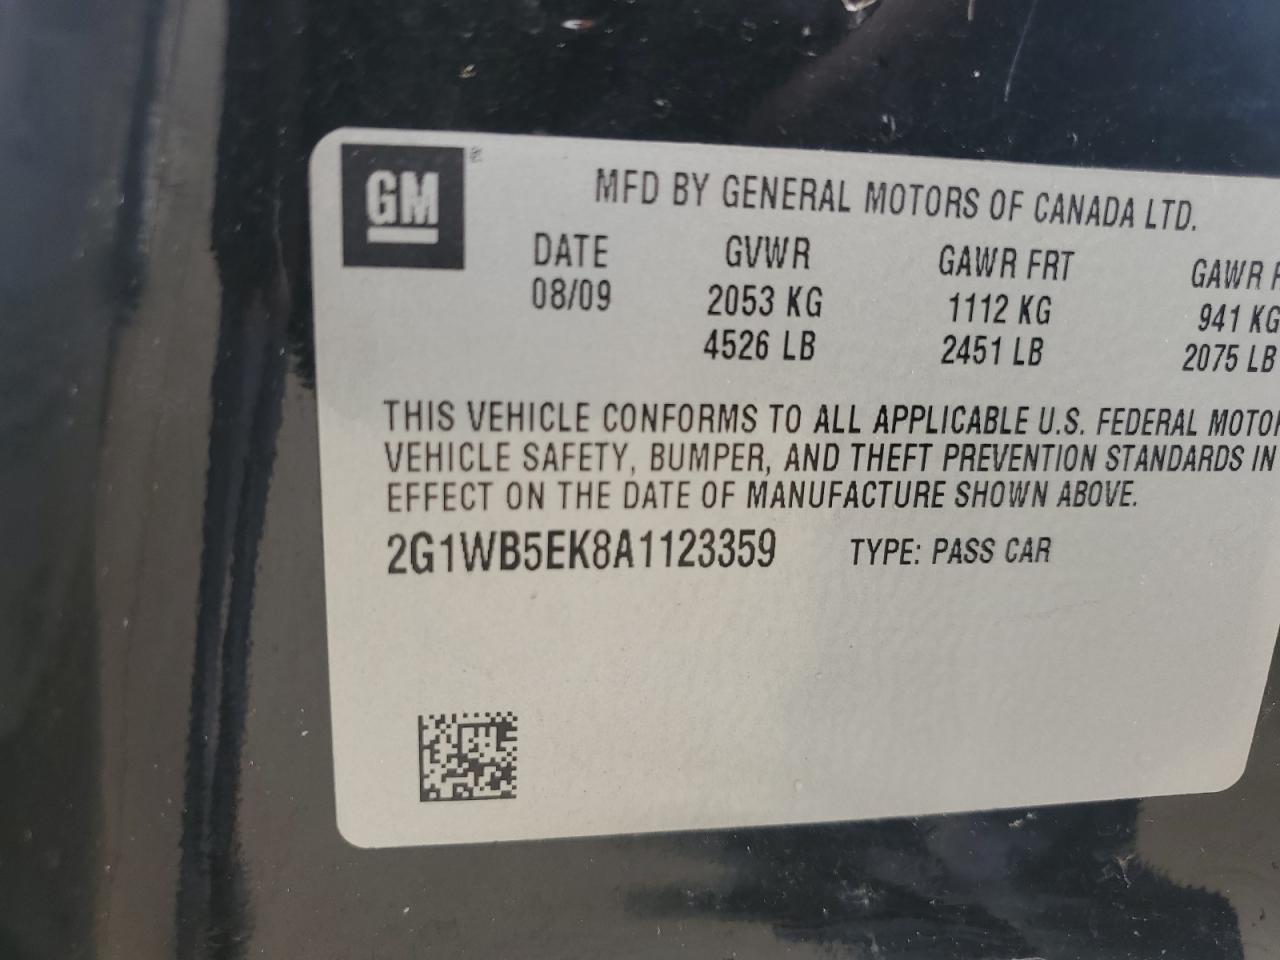 GM
MFD BY GENERAL MOTORS OF CANADA LTD.
DATE GVWR GAWR FRT GAWR
08/09 2053 KG 1112 KG 941 KG
4526 LB 2451 LB 2075 LB
THIS VEHICLE CONFORMS TO ALL APPLICABLE U.S. FEDERAL MOTOR
VEHICLE SAFETY, BUMPER, AND THEFT PREVENTION STANDARDS IN
EFFECT ON THE DATE OF MANUFACTURE SHOWN ABOVE.
2G1WB5EK8A1123359 TYPE: PASS CAR